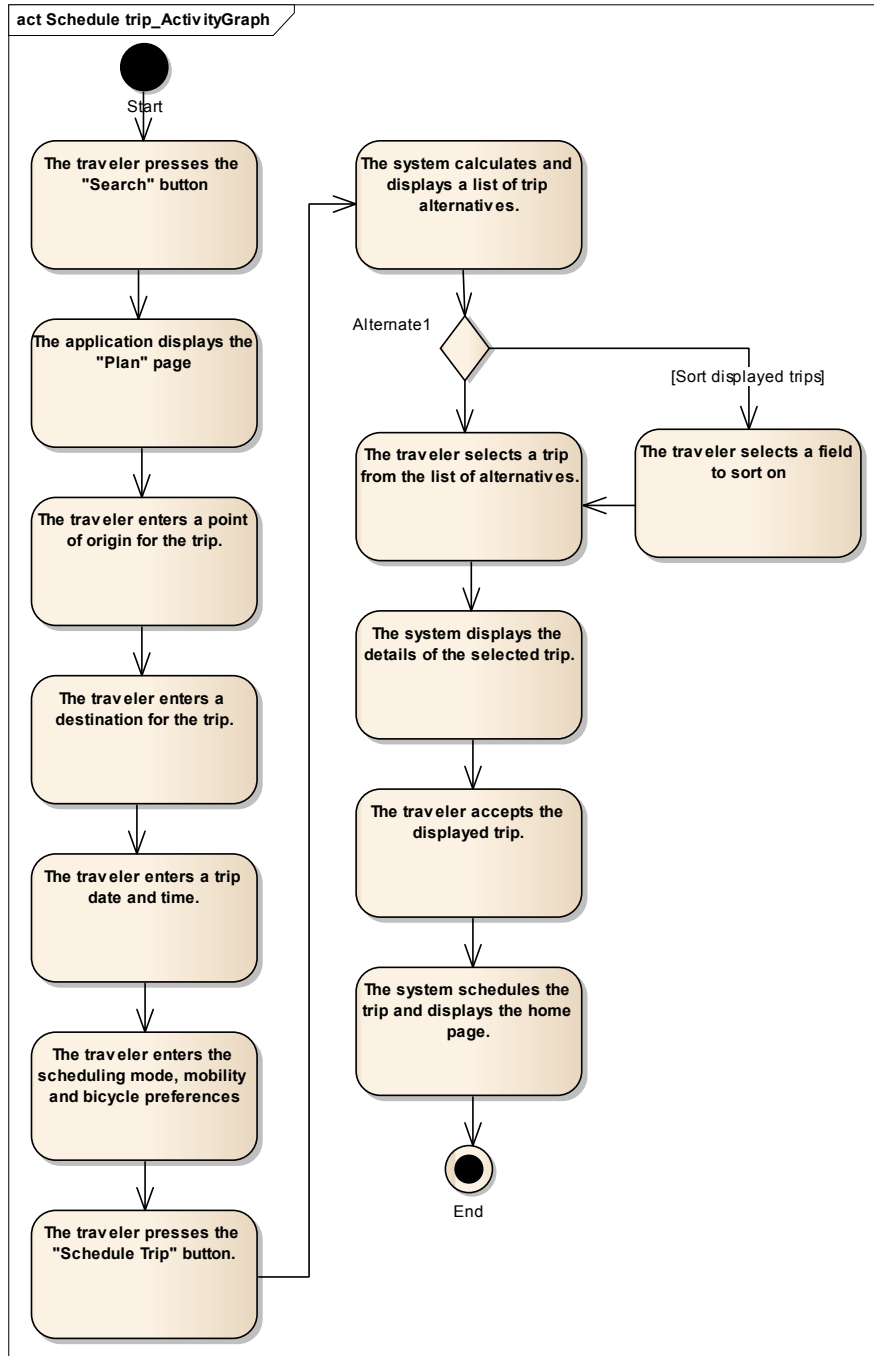 act Schedule trip_ActivityGraph
Start
The traveler presses the
"Search" button
The application displays the
"Plan" page
The traveler enters a point
of origin for the trip.
The traveler enters a
destination for the trip.
The traveler enters a trip
date and time.
The traveler enters the
scheduling mode, mobility
and bicycle preferences
The traveler presses the
"Schedule Trip" button.
The system calculates and
displays a list of trip
alternatives.
Alternate1
[Sort displayed trips]
The traveler selects a field
to sort on
The traveler selects a trip
from the list of alternatives.
The system displays the
details of the selected trip.
The traveler accepts the
displayed trip.
The system schedules the
trip and displays the home
page.
End